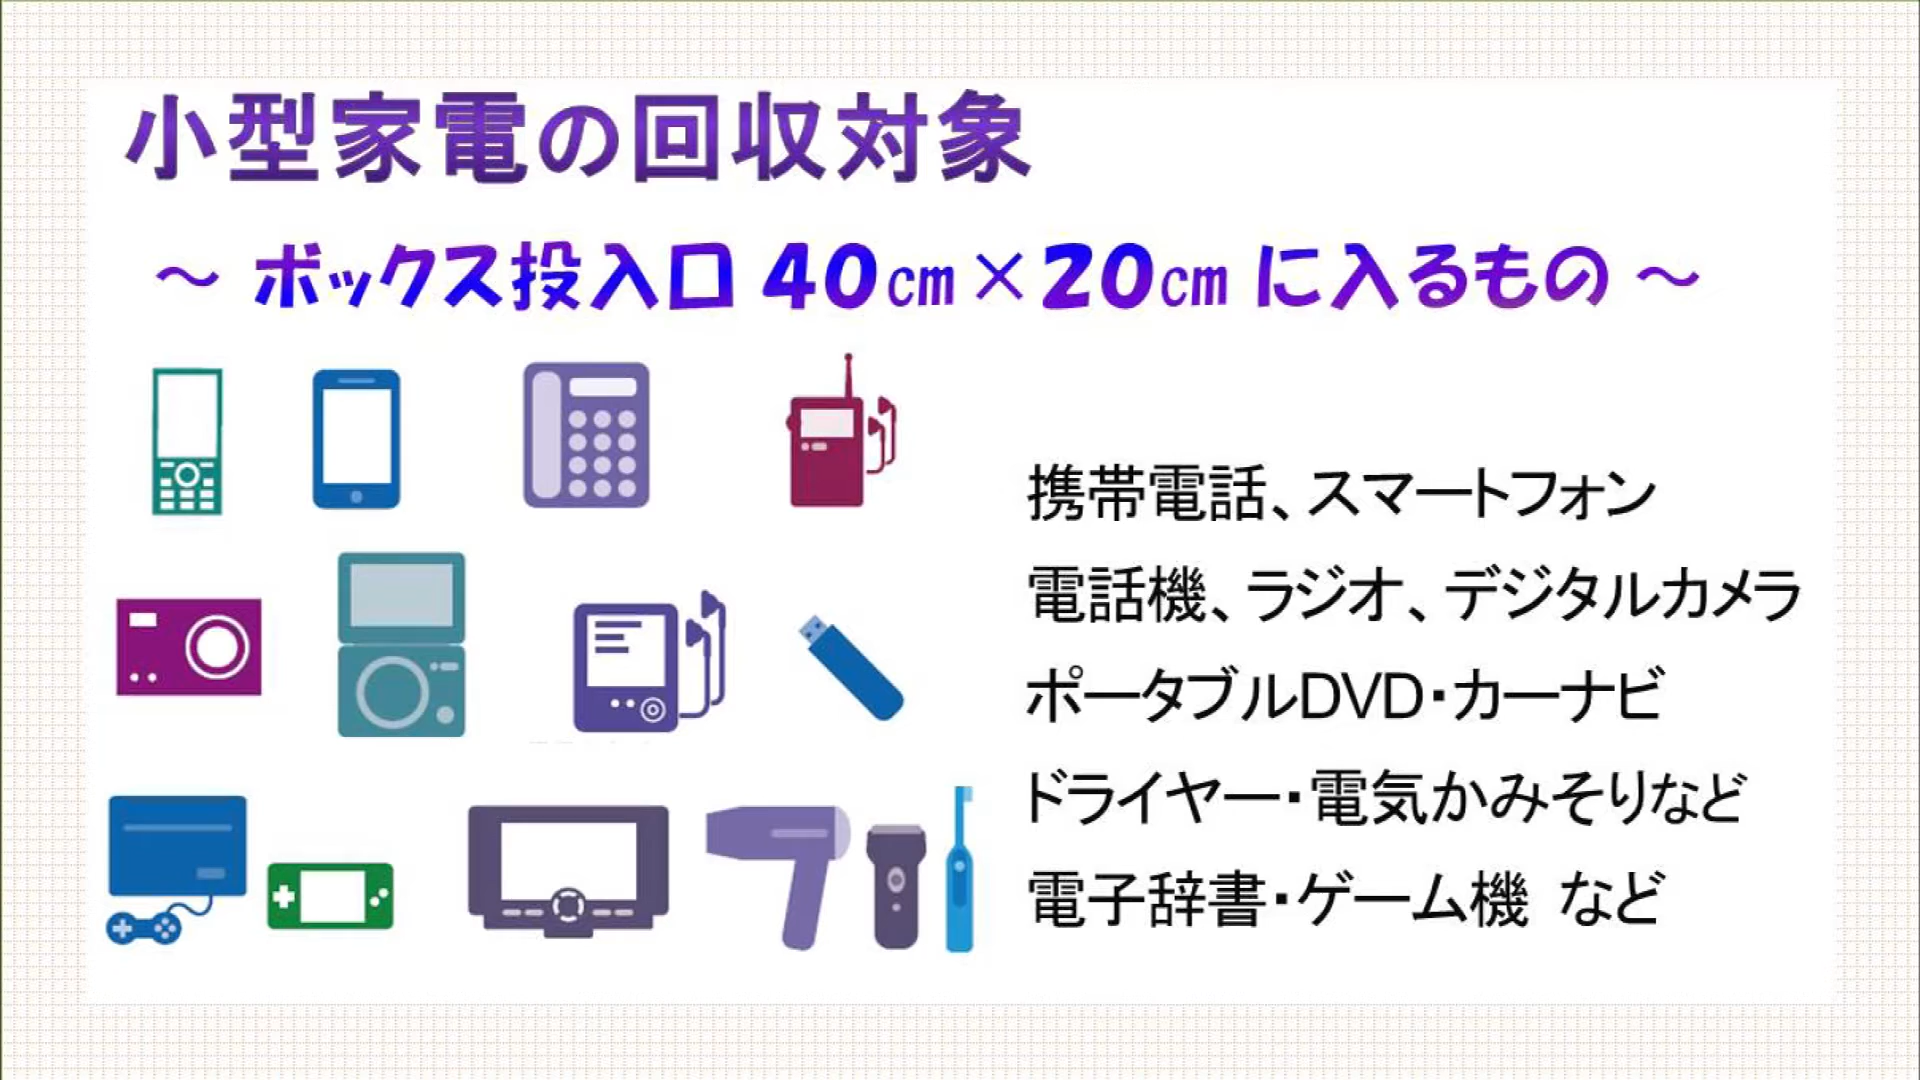 小型家電の回収対象
～ ボックス投入口 40㎝×20㎝ に入るもの ～
携帯電話、スマートフォン
電話機、ラジオ、デジタルカメラ
ポータブルDVD・カーナビ
ドライヤー・電気かみそりなど
電子辞書・ゲーム機 など